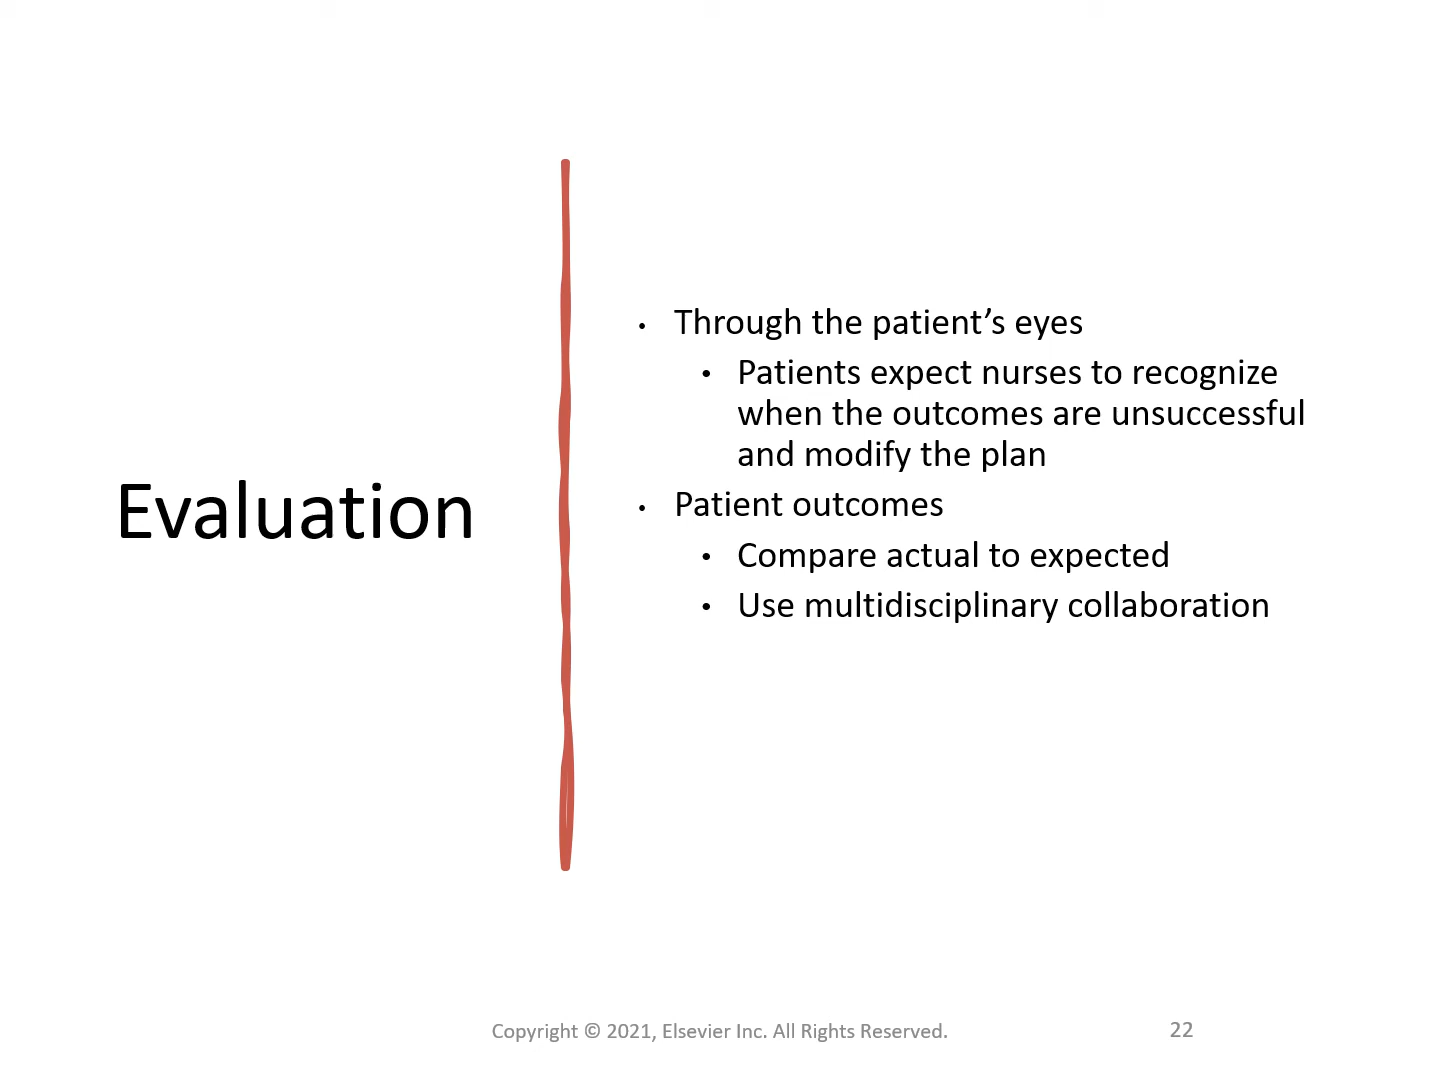 Evaluation
• Through the patient’s eyes
• Patients expect nurses to recognize
when the outcomes are unsuccessful
and modify the plan
• Patient outcomes
• Compare actual to expected
• Use multidisciplinary collaboration
Copyright © 2021, Elsevier Inc. All Rights Reserved.
22